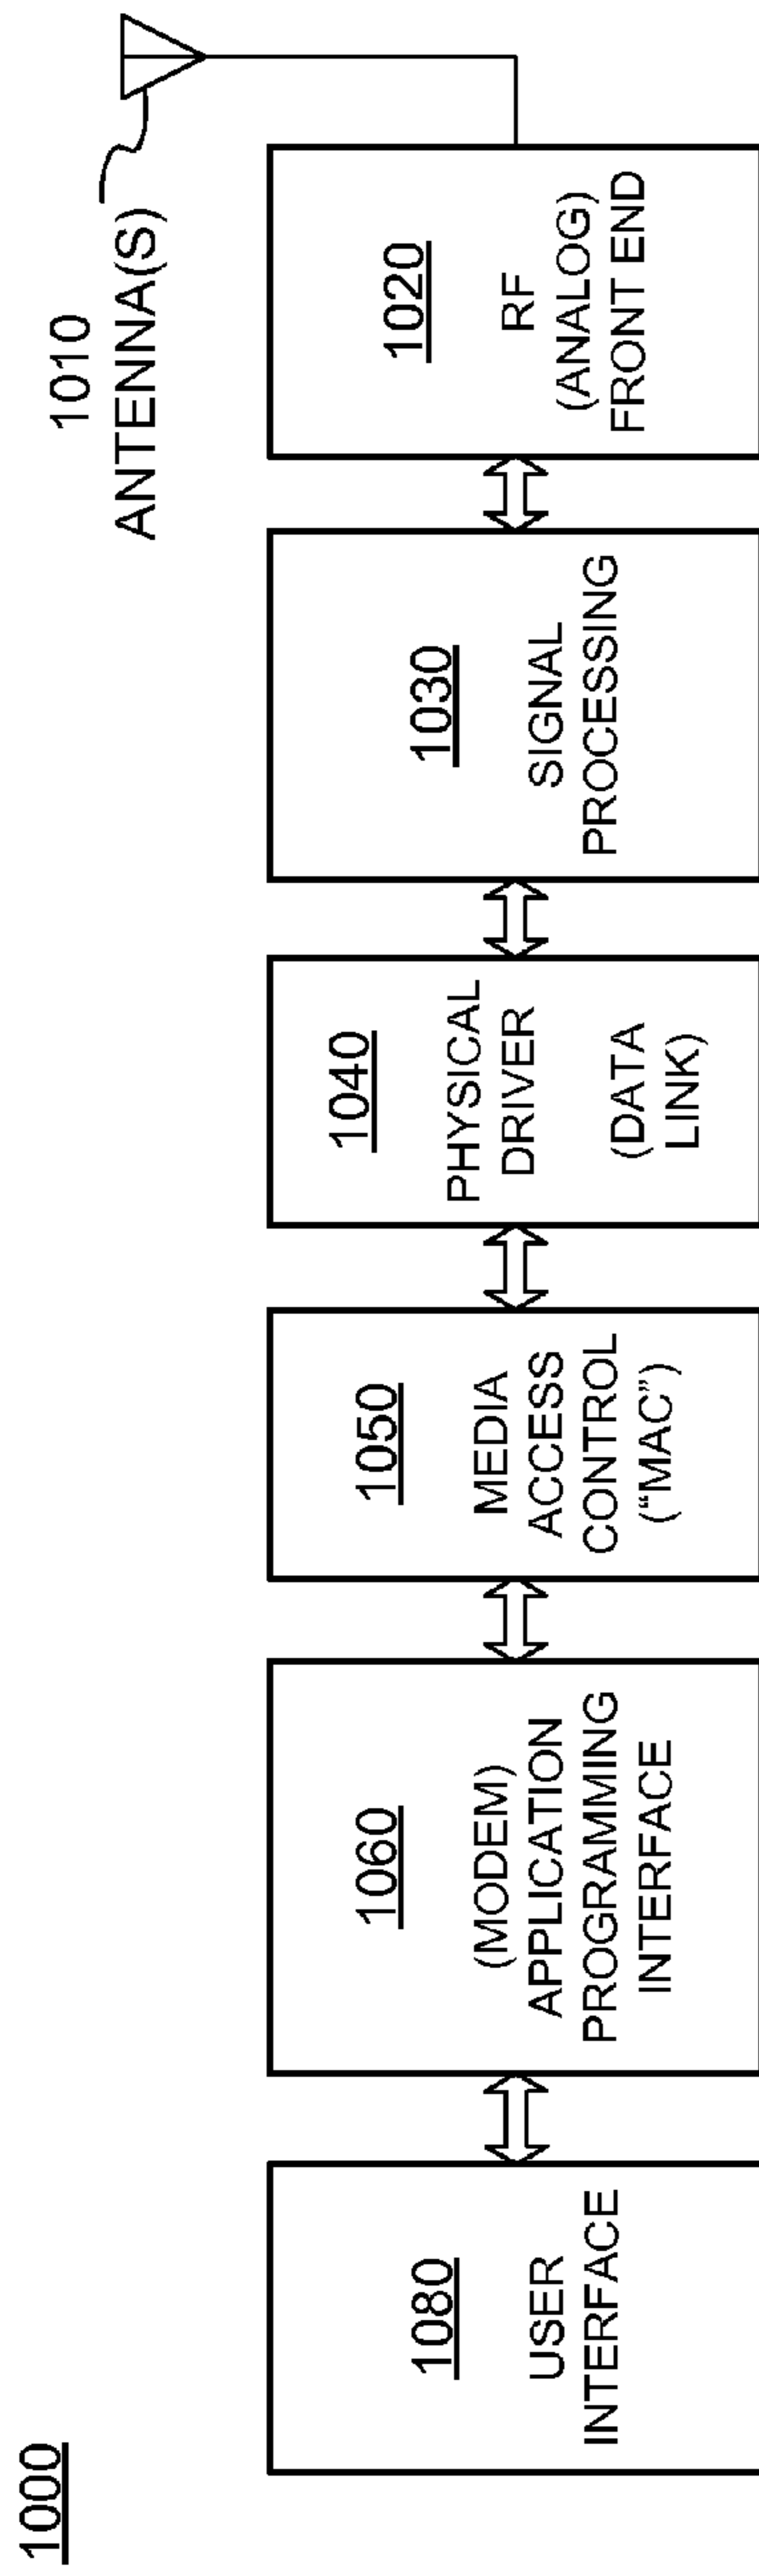 1000
1010
ANTENNA(S)
1080
USER
INTERFACE
1060
(MODEM)
APPLICATION
PROGRAMMING
INTERFACE
1050
MEDIA
ACCESS
CONTROL
(“MAC”)
1040
PHYSICAL
DRIVER
(DATA
LINK)
1030
SIGNAL
PROCESSING
1020
RF
(ANALOG)
FRONT END